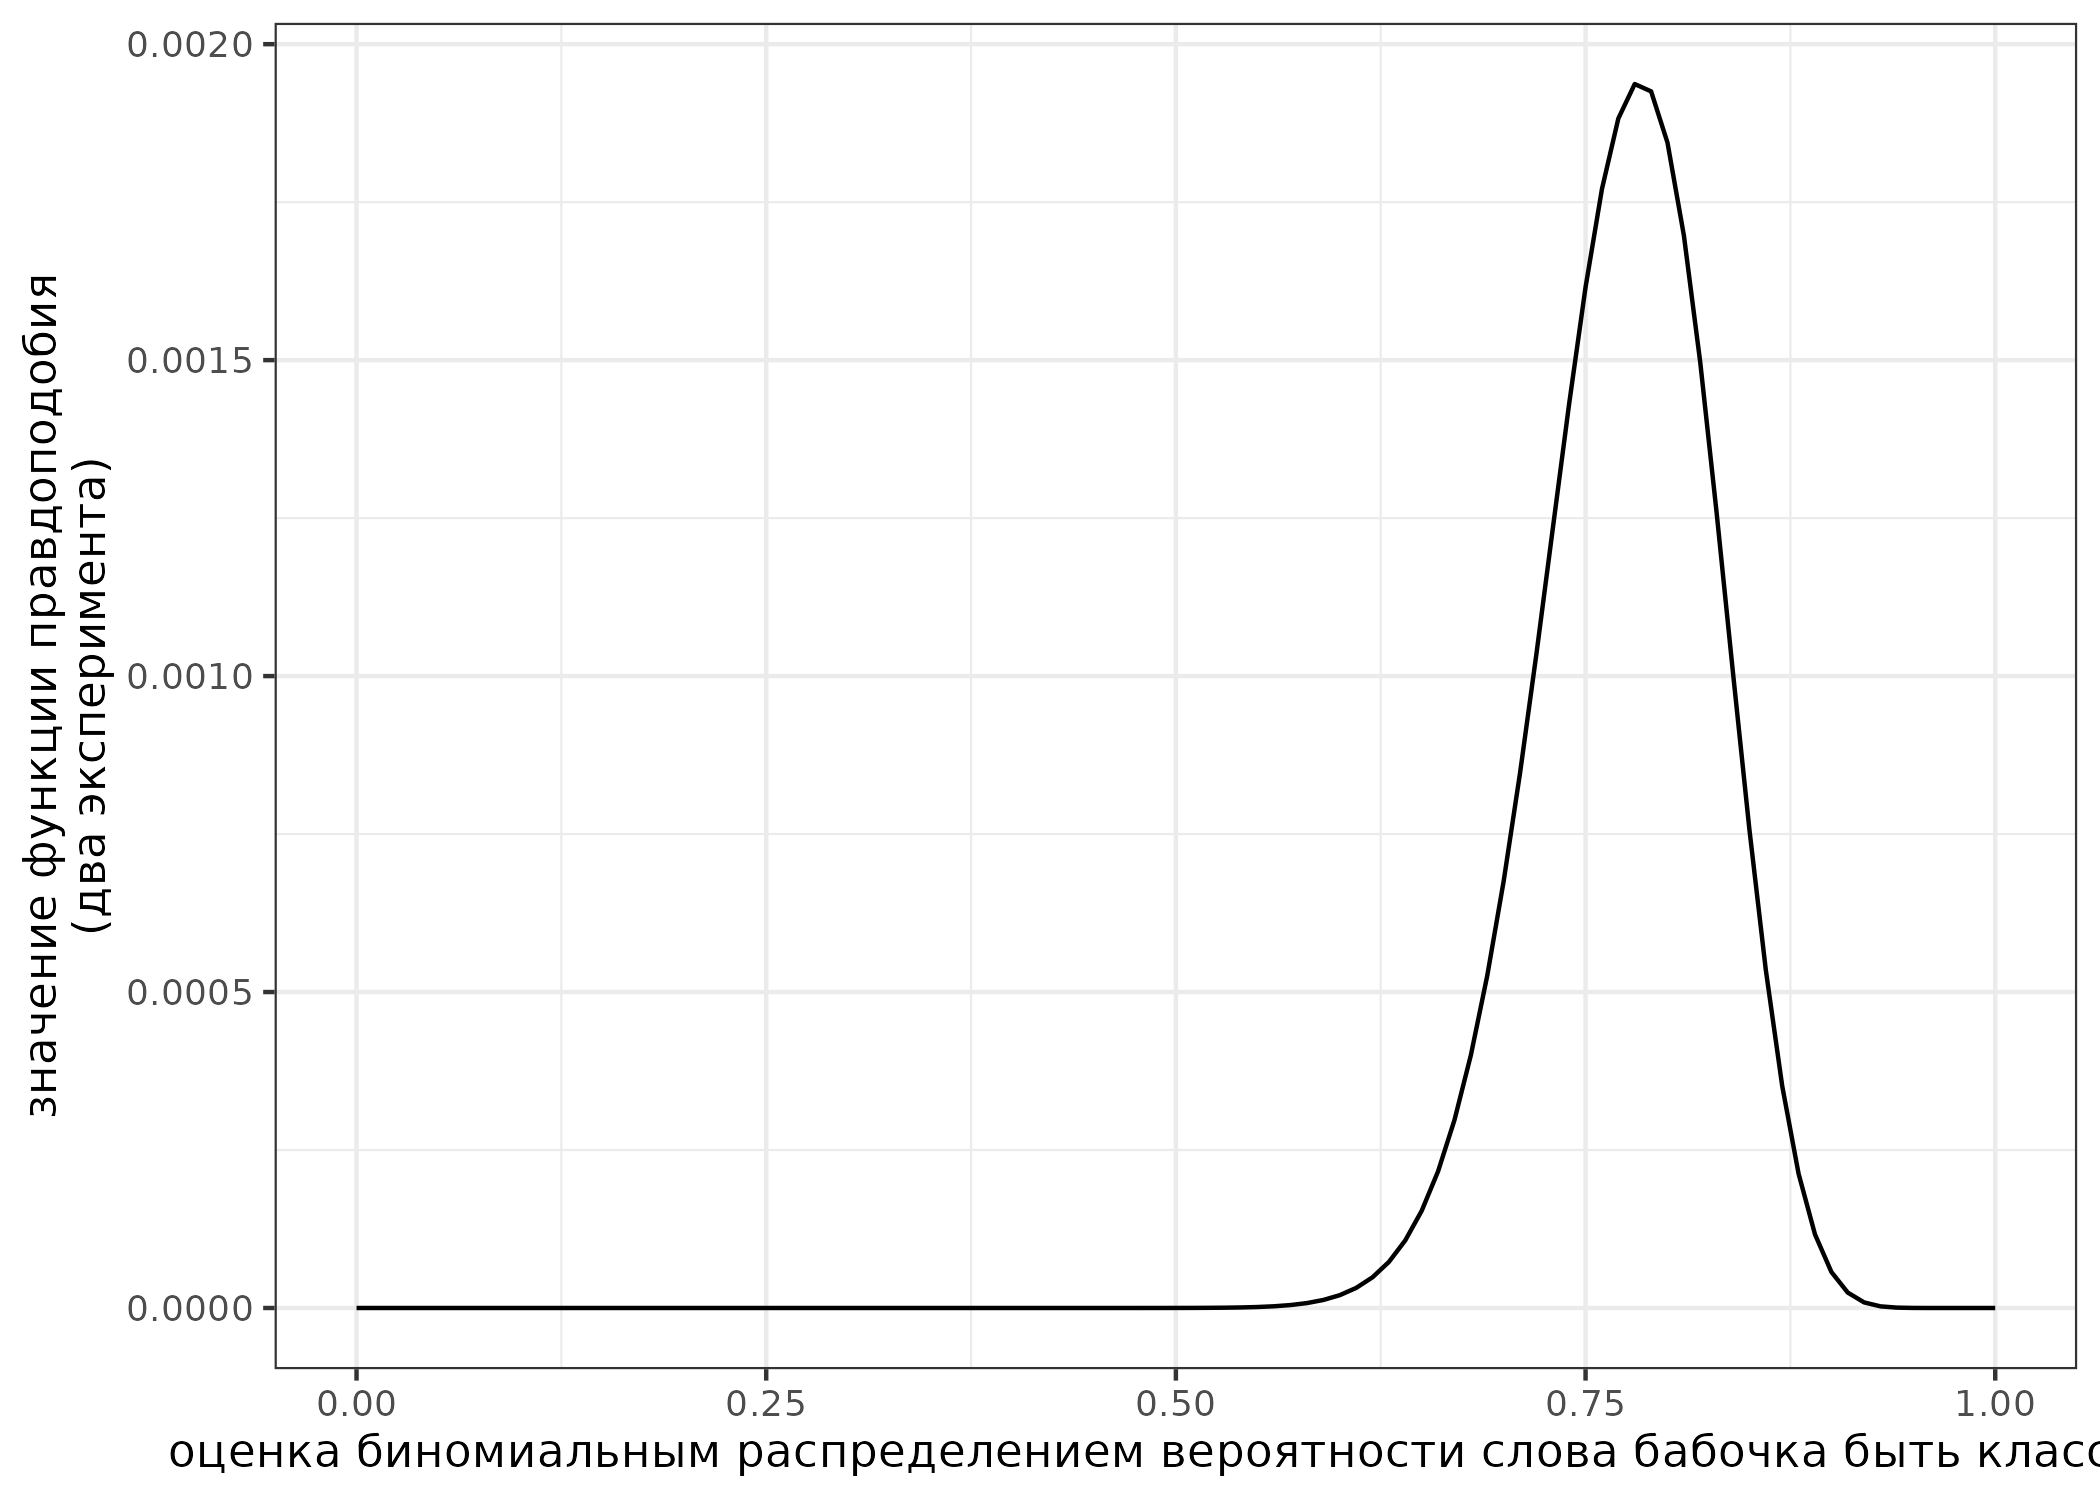 значение функции правдоподобия
(два эксперимента)
0.0020
0.0015
0.0010
0.0005
0.0000
0.00 0.25 0.50 0.75 1.00
оценка биномиальным распределением вероятности слова бабочка быть